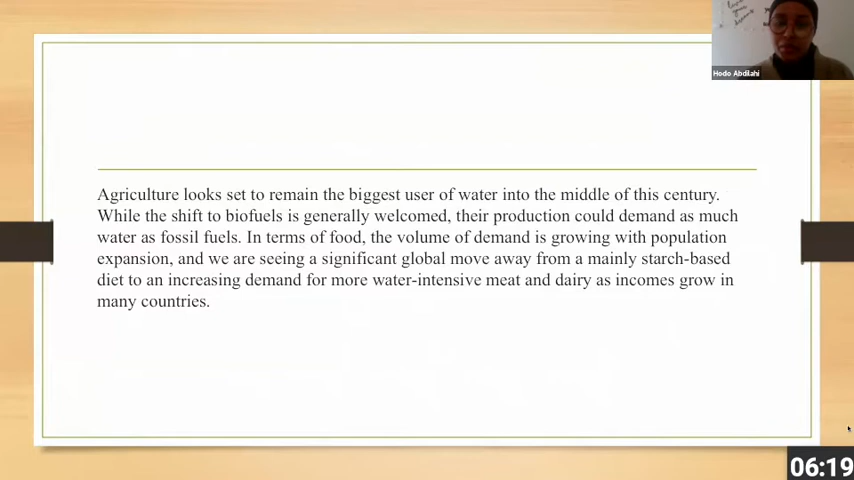 Hodo Abdilahi
Agriculture looks set to remain the biggest user of water into the middle of this century.
While the shift to biofuels is generally welcomed, their production could demand as much
water as fossil fuels. In terms of food, the volume of demand is growing with population
expansion, and we are seeing a significant global move away from a mainly starch-based
diet to an increasing demand for more water-intensive meat and dairy as incomes grow in
many countries.
06:19